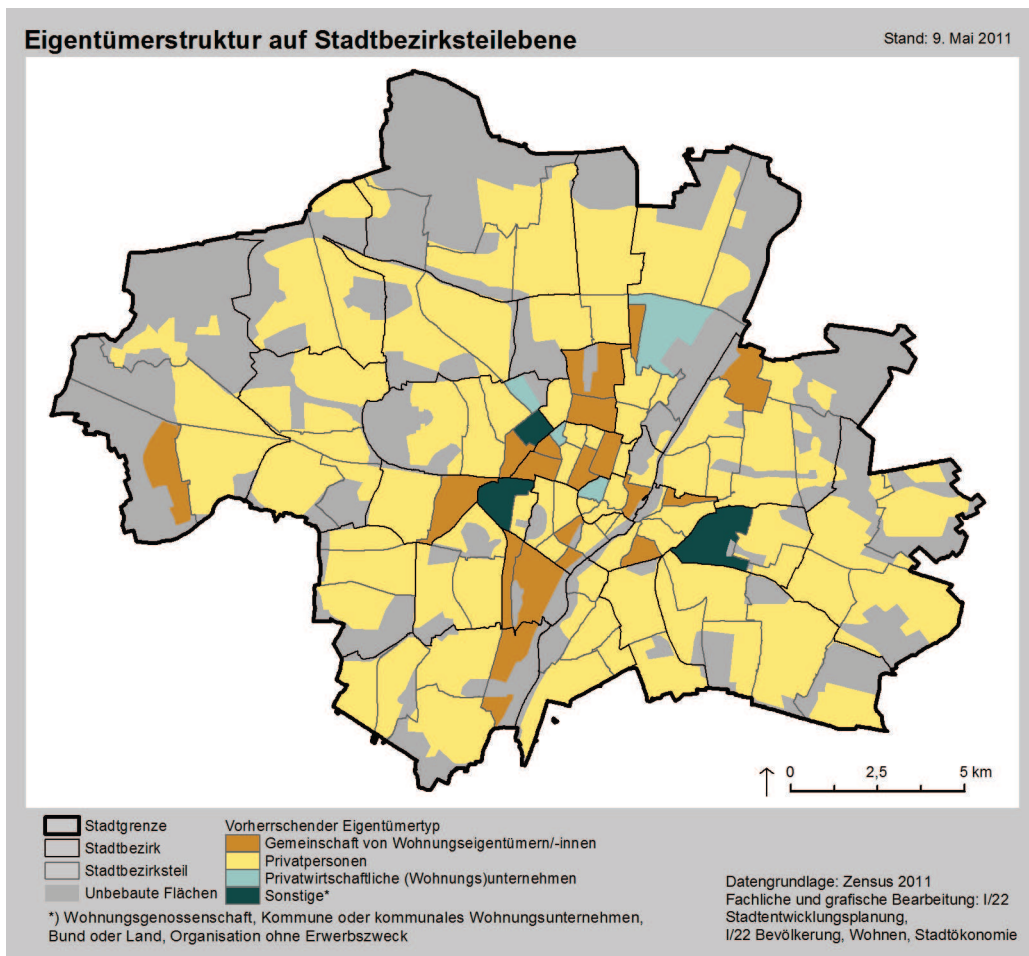 Eigentümerstruktur auf Stadtbezirksteilebene
Stand: 9. Mai 2011
0 2,5 5 km
Stadtgrenze
Stadtbezirk
Stadtbezirksteil
Unbebaute Flächen
Vorherrschender Eigentümertyp
Gemeinschaft von Wohnungseigentümern/-innen
Privatpersonen
Privatwirtschaftliche (Wohnungs)unternehmen
Sonstige*
*) Wohnungsgenossenschaft, Kommune oder kommunales Wohnungsunternehmen,
Bund oder Land, Organisation ohne Erwerbszweck
Datengrundlage: Zensus 2011
Fachliche und grafische Bearbeitung: I/22
Stadtentwicklungsplanung,
I/22 Bevölkerung, Wohnen, Stadtökonomie